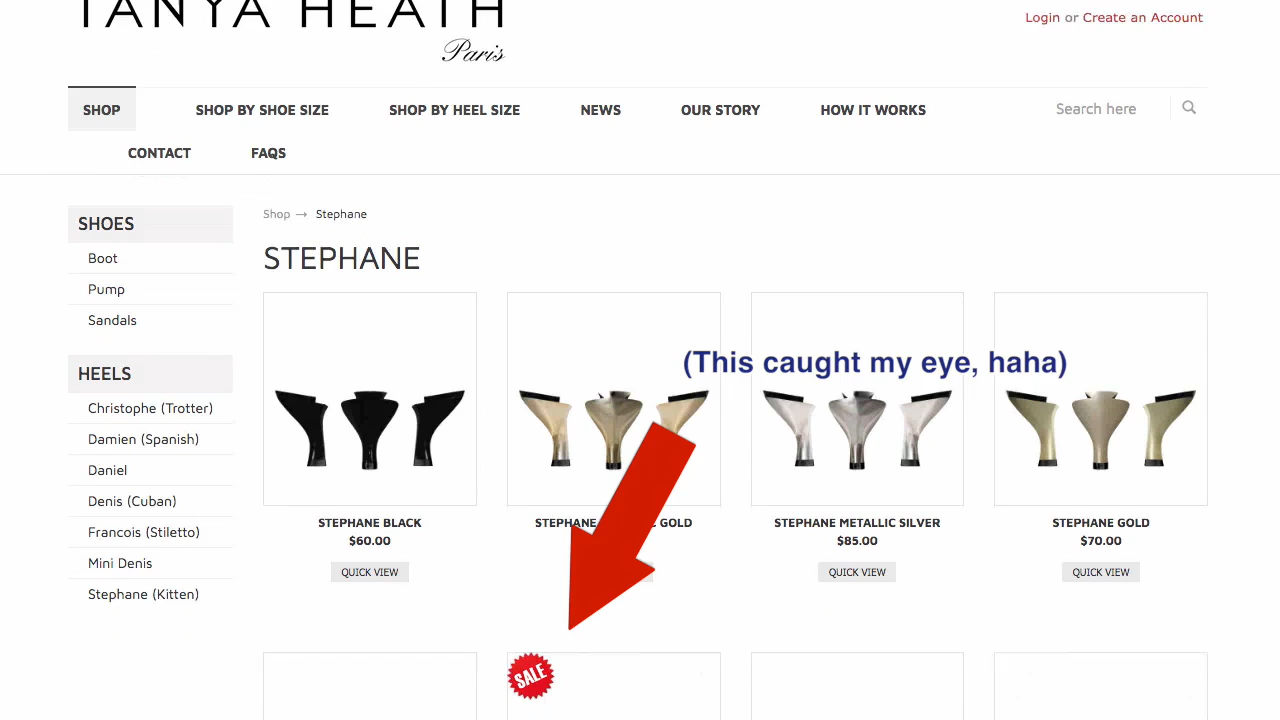 TANYA HEATH
Paris
Login or Create an Account
SHOP
SHOP BY SHOE SIZE
SHOP BY HEEL SIZE
NEWS
OUR STORY
HOW IT WORKS
Search here
CONTACT
FAQS
SHOES
Boot
Pump
Sandals
HEELS
Christophe (Trotter)
Damien (Spanish)
Daniel
Denis (Cuban)
Francois (Stiletto)
Mini Denis
Stephane (Kitten)
Shop → Stephane
STEPHANE
(This caught my eye, haha)
STEPHANE BLACK
$60.00
QUICK VIEW
STEPHANE GOLD
STEPHANE METALLIC SILVER
$85.00
QUICK VIEW
STEPHANE GOLD
$70.00
QUICK VIEW
SALE